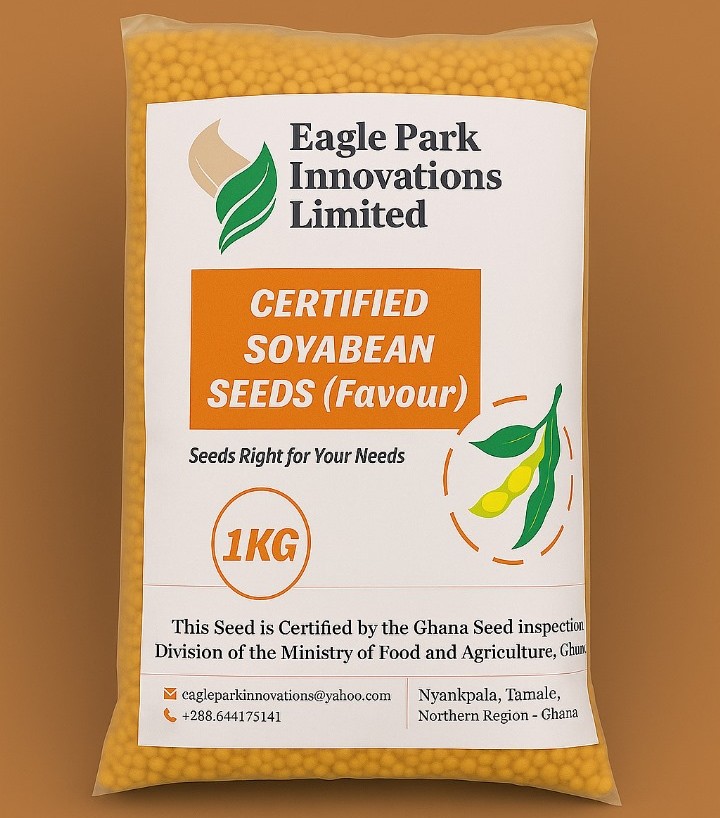 Eagle Park
Innovations
Limited
CERTIFIED
SOYABEAN
SEEDS (Favour)
Seeds Right for Your Needs
1KG
This Seed is Certified by the Ghana Seed inspection
Division of the Ministry of Food and Agriculture,
cagleparkinnovations@yahoo.com
+288.644175141
Nyankpala, Tamale,
Northern Region - Ghana